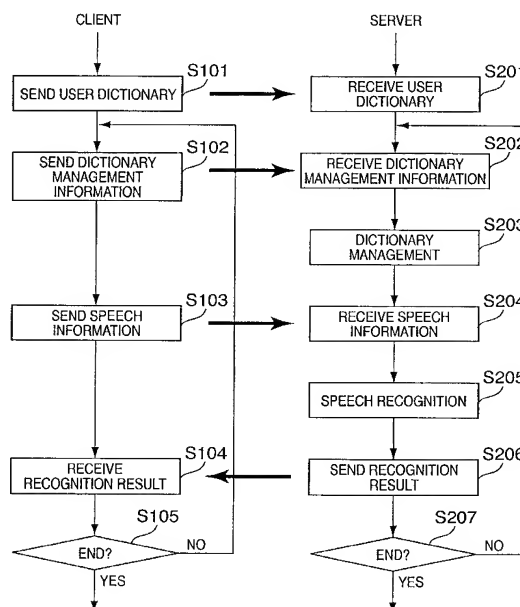 CLIENT
SERVER
S101
SEND USER DICTIONARY
S201
RECEIVE USER
DICTIONARY
S102
SEND DICTIONARY
MANAGEMENT
INFORMATION
S202
RECEIVE DICTIONARY
MANAGEMENT INFORMATION
S203
DICTIONARY
MANAGEMENT
S103
SEND SPEECH
INFORMATION
S204
RECEIVE SPEECH
INFORMATION
S205
SPEECH RECOGNITION
S104
RECEIVE
RECOGNITION RESULT
S206
SEND RECOGNITION
RESULT
S105
END?
NO
YES
S207
END?
NO
YES